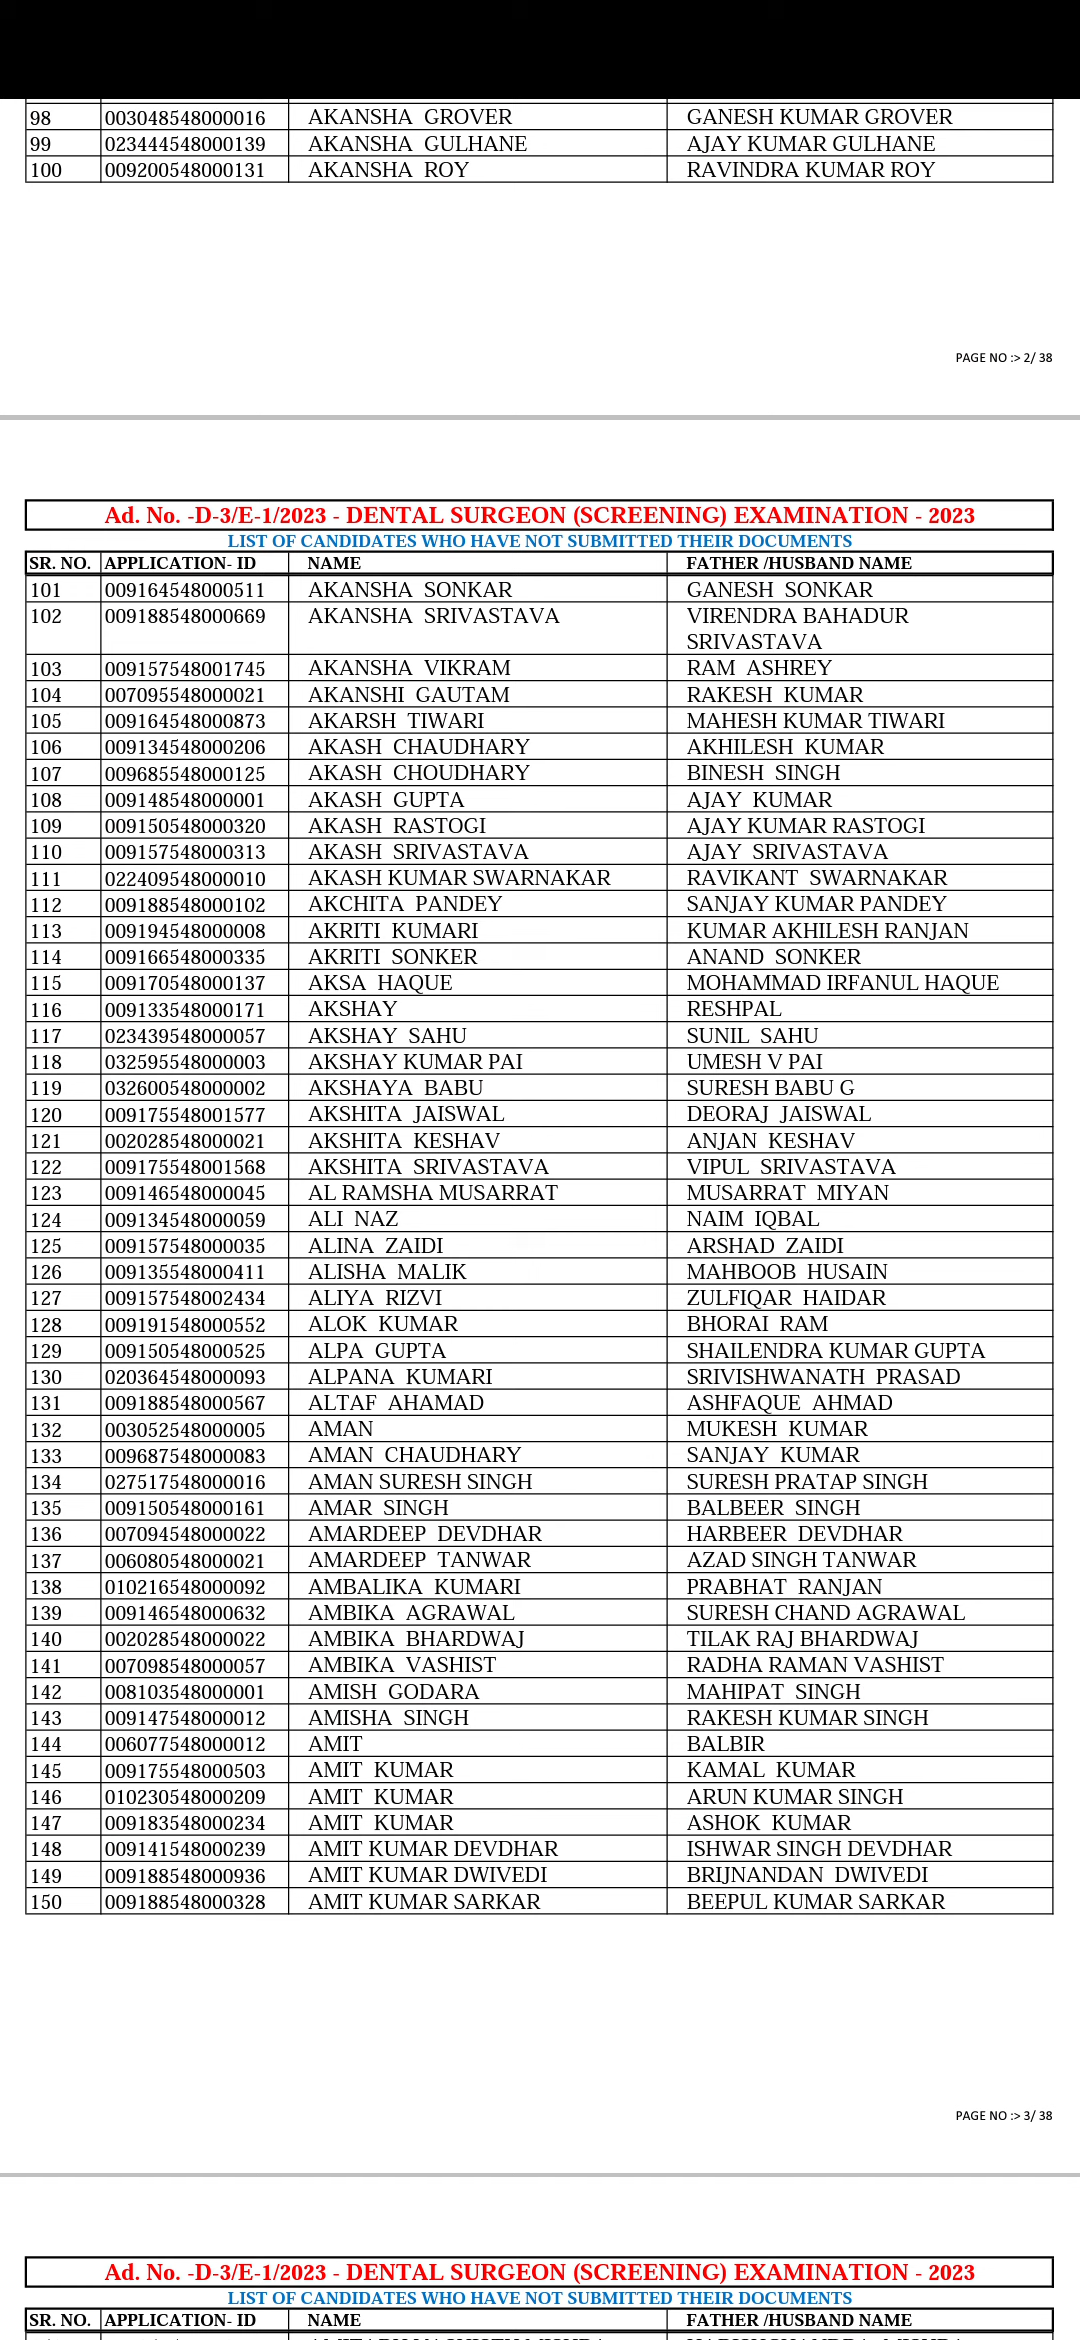 98 003048548000016 AKANSHA GROVER GANESH KUMAR GROVER
99 023444548000139 AKANSHA GULHANE AJAY KUMAR GULHANE
100 009200548000131 AKANSHA ROY RAVINDRA KUMAR ROY
PAGE NO :> 2/ 38
Ad. No. -D-3/E-1/2023 - DENTAL SURGEON (SCREENING) EXAMINATION - 2023
LIST OF CANDIDATES WHO HAVE NOT SUBMITTED THEIR DOCUMENTS
SR. NO. APPLICATION- ID NAME FATHER /HUSBAND NAME
101 009164548000511 AKANSHA SONKAR GANESH SONKAR
102 009188548000669 AKANSHA SRIVASTAVA VIRENDRA BAHADUR
SRIVASTAVA
103 009157548001745 AKANSHA VIKRAM RAM ASHREY
104 007095548000021 AKANSHI GAUTAM RAKESH KUMAR
105 009164548000873 AKARSH TIWARI MAHESH KUMAR TIWARI
106 009134548000206 AKASH CHAUDHARY AKHILESH KUMAR
107 009685548000125 AKASH CHOUDHARY BINESH SINGH
108 009148548000001 AKASH GUPTA AJAY KUMAR
109 009150548000320 AKASH RASTOGI AJAY KUMAR RASTOGI
110 009157548000313 AKASH SRIVASTAVA AJAY SRIVASTAVA
111 022409548000010 AKASH KUMAR SWARNAKAR RAVIKANT SWARNAKAR
112 009188548000102 AKCHITA PANDEY SANJAY KUMAR PANDEY
113 009194548000008 AKRITI KUMARI KUMAR AKHILESH RANJAN
114 009166548000335 AKRITI SONKER ANAND SONKER
115 009170548000137 AKSA HAQUE MOHAMMAD IRFANUL HAQUE
116 009133548000171 AKSHAY RESHPAL
117 023439548000057 AKSHAY SAHU SUNIL SAHU
118 032595548000003 AKSHAY KUMAR PAI UMESH V PAI
119 032600548000002 AKSHAYA BABU SURESH BABU G
120 009175548001577 AKSHITA JAISWAL DEORAJ JAISWAL
121 002028548000021 AKSHITA KESHAV ANJAN KESHAV
122 009175548001568 AKSHITA SRIVASTAVA VIPUL SRIVASTAVA
123 009146548000045 AL RAMSHA MUSARRAT MUSARRAT MIYAN
124 009134548000059 ALI NAZ NAIM IQBAL
125 009157548000035 ALINA ZAIDI ARSHAD ZAIDI
126 009135548000411 ALISHA MALIK MAHBOOB HUSAIN
127 009157548002434 ALIYA RIZVI ZULFIQAR HAIDAR
128 009191548000552 ALOK KUMAR BHORAI RAM
129 009150548000525 ALPA GUPTA SHAILENDRA KUMAR GUPTA
130 020364548000093 ALPANA KUMARI SRIVISHWANATH PRASAD
131 009188548000567 ALTAF AHAMAD ASHFAQUE AHMAD
132 003052548000005 AMAN MUKESH KUMAR
133 009687548000083 AMAN CHAUDHARY SANJAY KUMAR
134 027517548000016 AMAN SURESH SINGH SURESH PRATAP SINGH
135 009150548000161 AMAR SINGH BALBEER SINGH
136 007094548000022 AMARDEEP DEVDHAR HARBEER DEVDHAR
137 006080548000021 AMARDEEP TANWAR AZAD SINGH TANWAR
138 010216548000092 AMBALIKA KUMARI PRABHAT RANJAN
139 009146548000632 AMBIKA AGRAWAL SURESH CHAND AGRAWAL
140 002028548000022 AMBIKA BHARDWAJ TILAK RAJ BHARDWAJ
141 007098548000057 AMBIKA VASHIST RADHA RAMAN VASHIST
142 008103548000001 AMISH GODARA MAHIPAT SINGH
143 009147548000012 AMISHA SINGH RAKESH KUMAR SINGH
144 006077548000012 AMIT BALBIR
145 009175548000503 AMIT KUMAR KAMAL KUMAR
146 010230548000209 AMIT KUMAR ARUN KUMAR SINGH
147 009183548000234 AMIT KUMAR ASHOK KUMAR
148 009141548000239 AMIT KUMAR DEVDHAR ISHWAR SINGH DEVDHAR
149 009188548000936 AMIT KUMAR DWIVEDI BRIJNANDAN DWIVEDI
150 009188548000328 AMIT KUMAR SARKAR BEEPUL KUMAR SARKAR
PAGE NO :> 3/ 38
Ad. No. -D-3/E-1/2023 - DENTAL SURGEON (SCREENING) EXAMINATION - 2023
LIST OF CANDIDATES WHO HAVE NOT SUBMITTED THEIR DOCUMENTS
SR. NO. APPLICATION- ID NAME FATHER /HUSBAND NAME